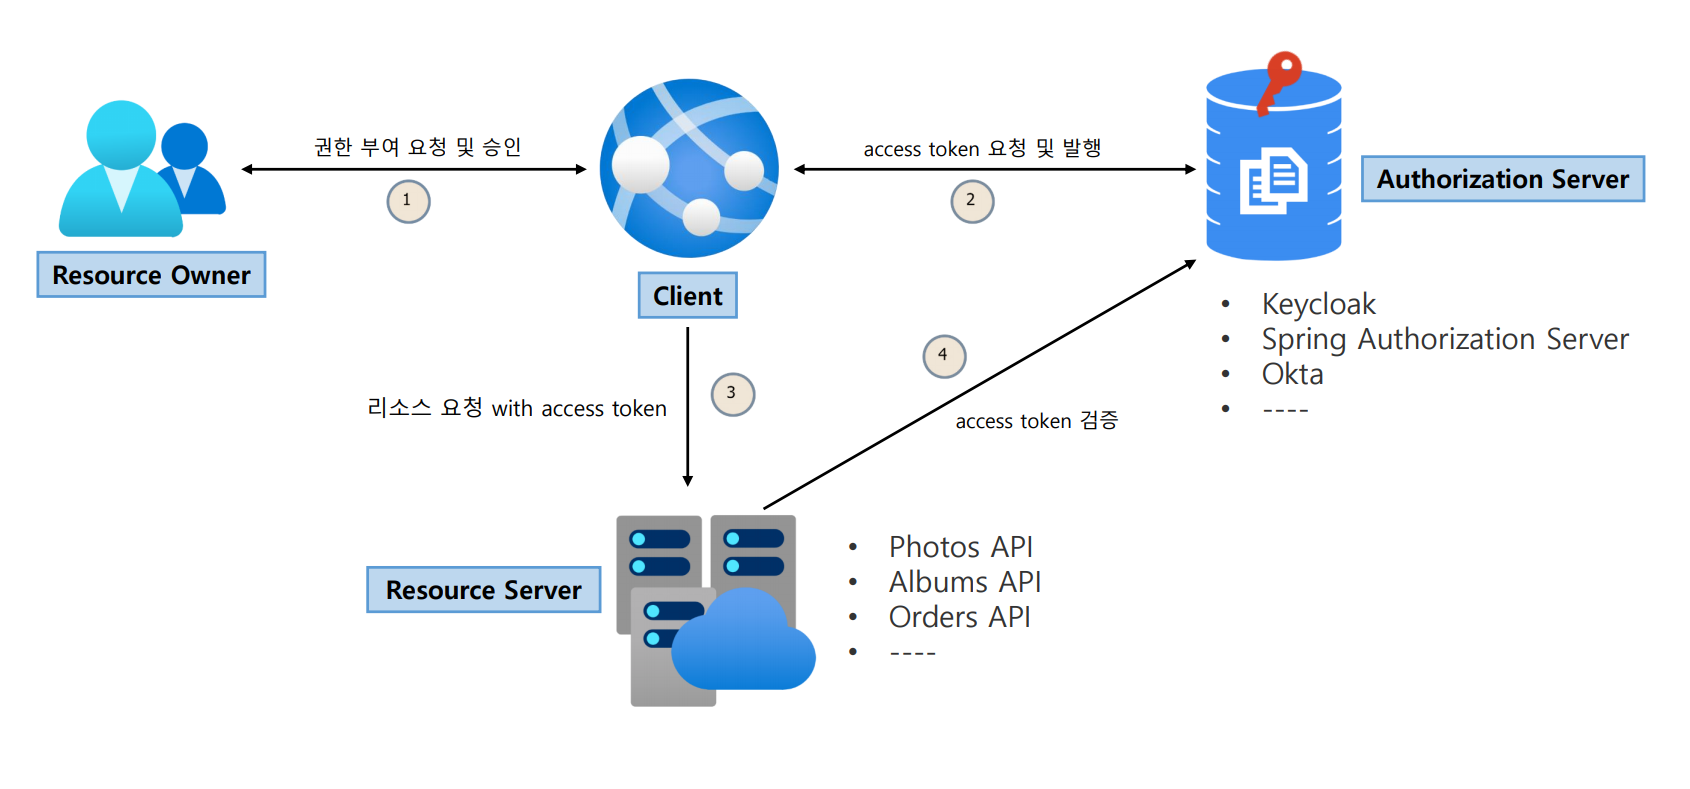 권한 부여 요청 및 승인
1
access token 요청 및 발행
2
Authorization Server
Resource Owner
Client
• Keycloak
• Spring Authorization Server
• Okta
• ----
4
3
리소스 요청 with access token
access token 검증
Resource Server
• Photos API
• Albums API
• Orders API
• ----